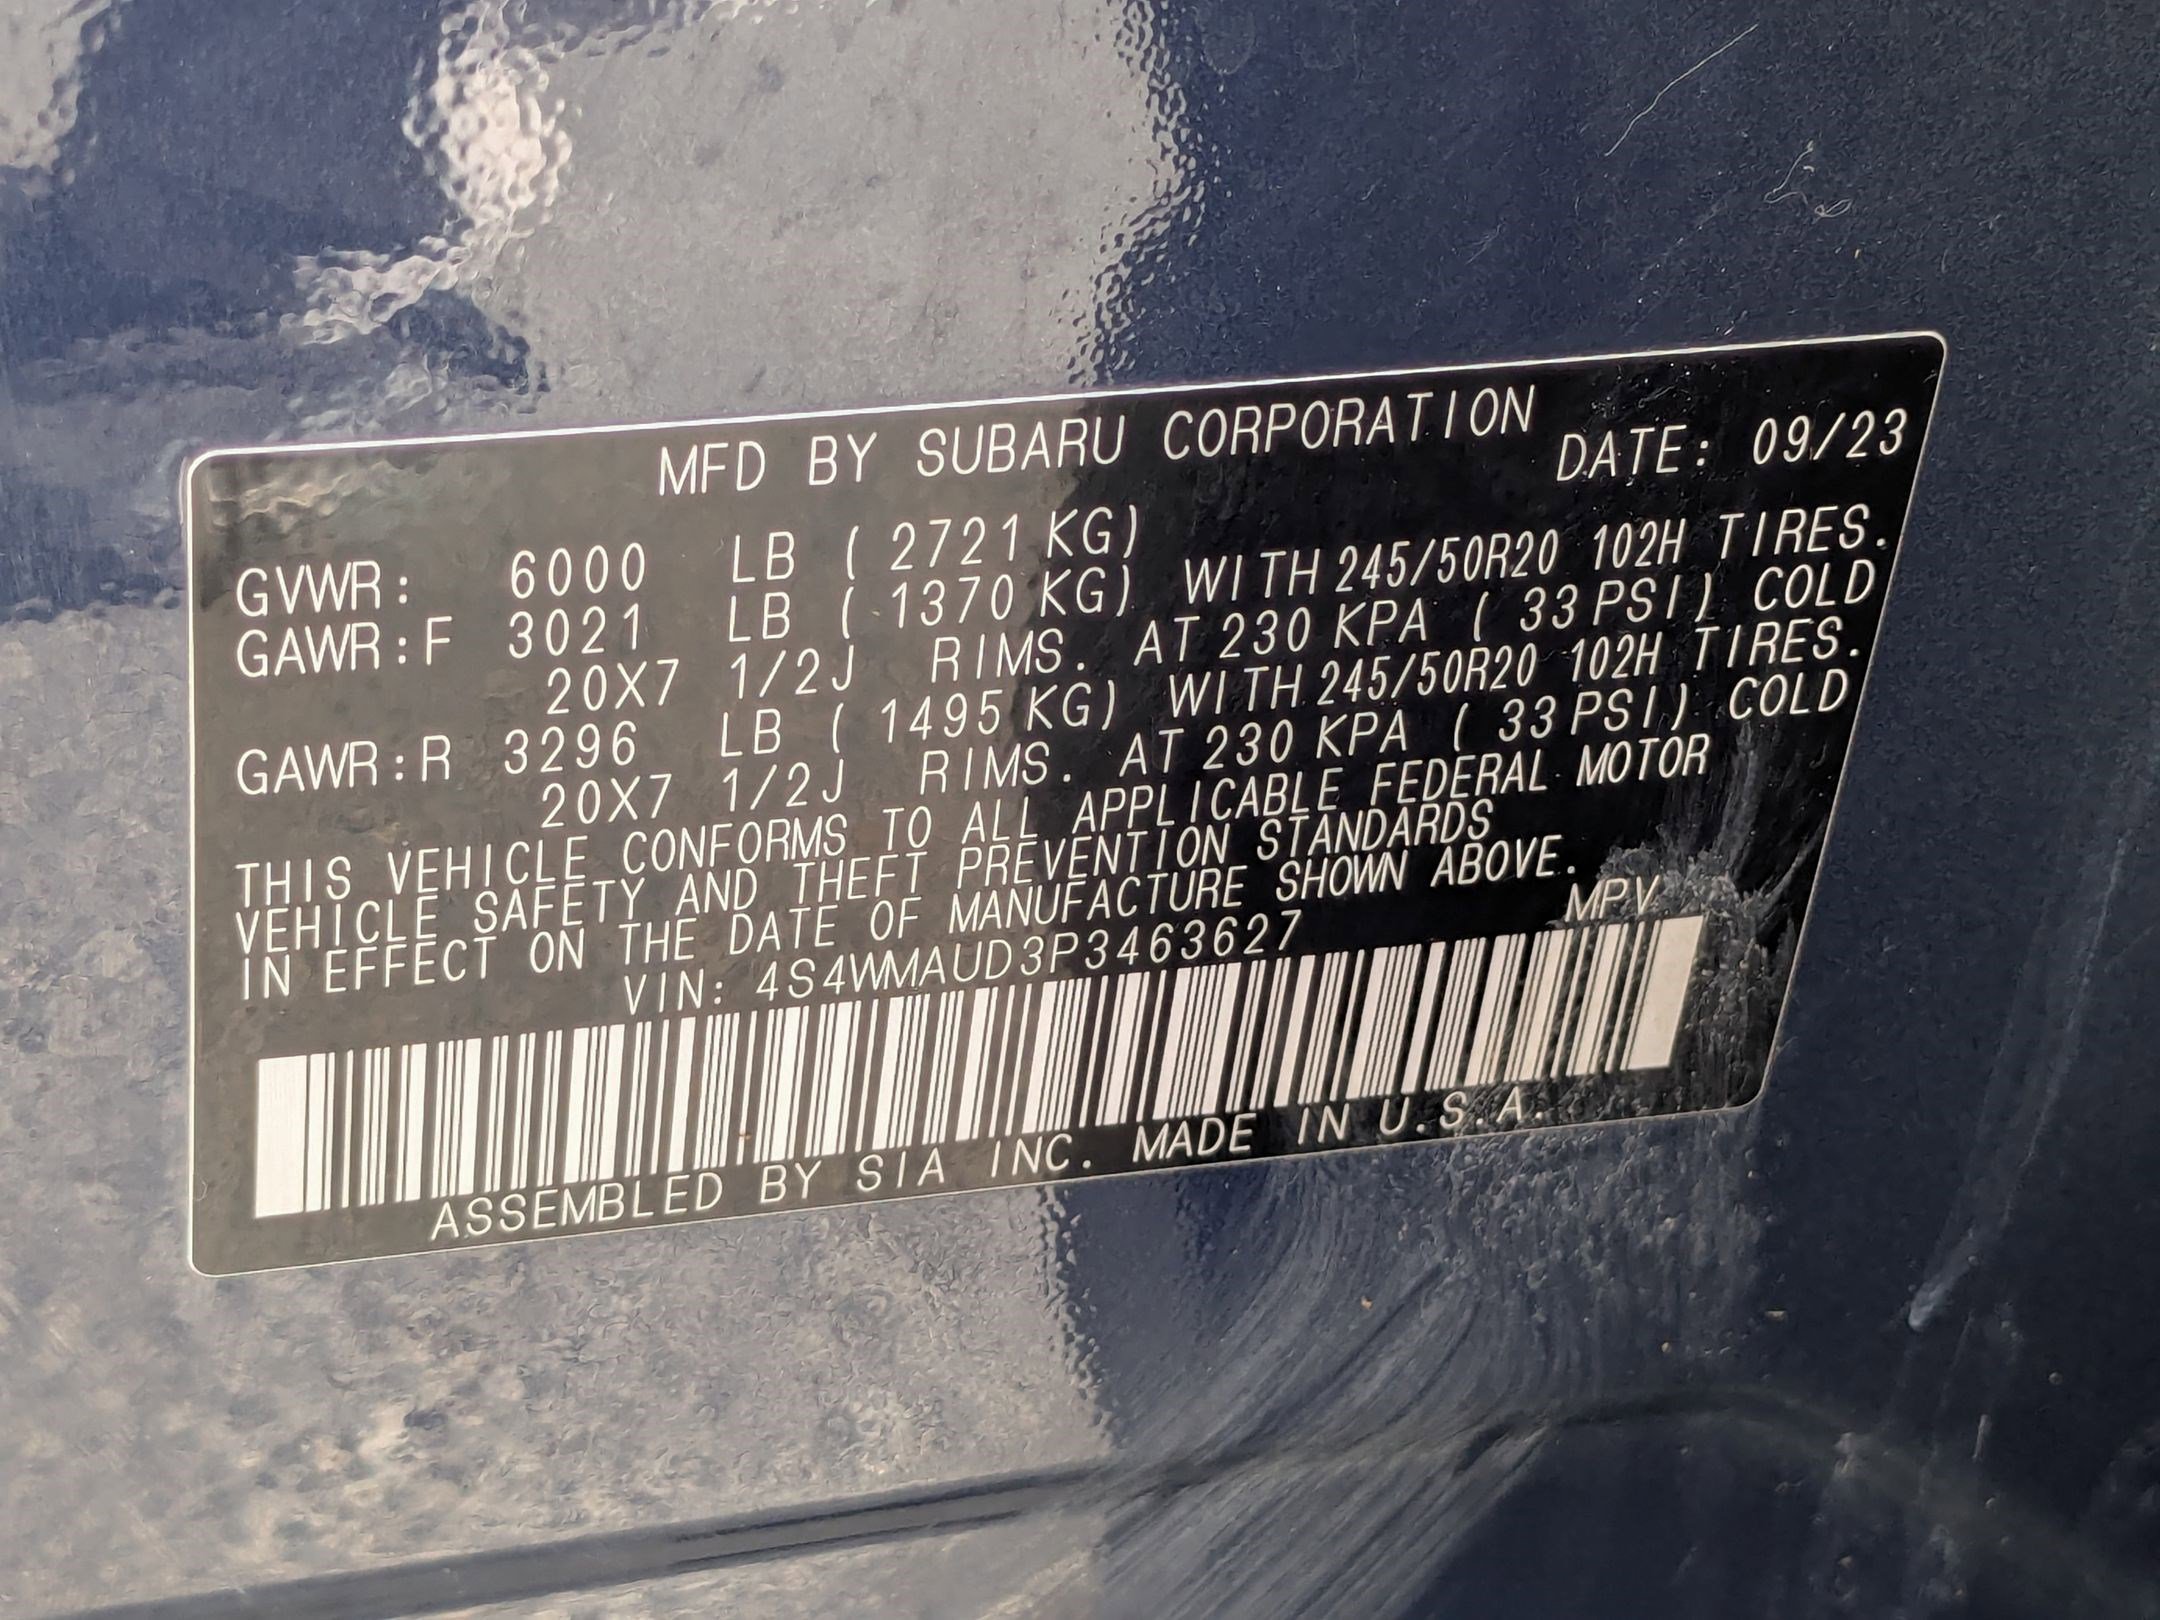 MFD BY SUBARU CORPORATION DATE: 09/23
GVWR: 6000 LB ( 2721 KG)
GAWR:F 3021 LB ( 1370 KG) WITH 245/50R20 102H TIRES.
20X7 1/2J RIMS. AT 230 KPA ( 33 PSI) COLD
GAWR:R 3296 LB ( 1495 KG) WITH 245/50R20 102H TIRES.
20X7 1/2J RIMS. AT 230 KPA ( 33 PSI) COLD
THIS VEHICLE CONFORMS TO ALL APPLICABLE FEDERAL MOTOR
VEHICLE SAFETY AND THEFT PREVENTION STANDARDS
IN EFFECT ON THE DATE OF MANUFACTURE SHOWN ABOVE.
VIN: 4S4WMAUD3P3463627 MPV
ASSEMBLED BY SIA INC. MADE IN U.S.A.